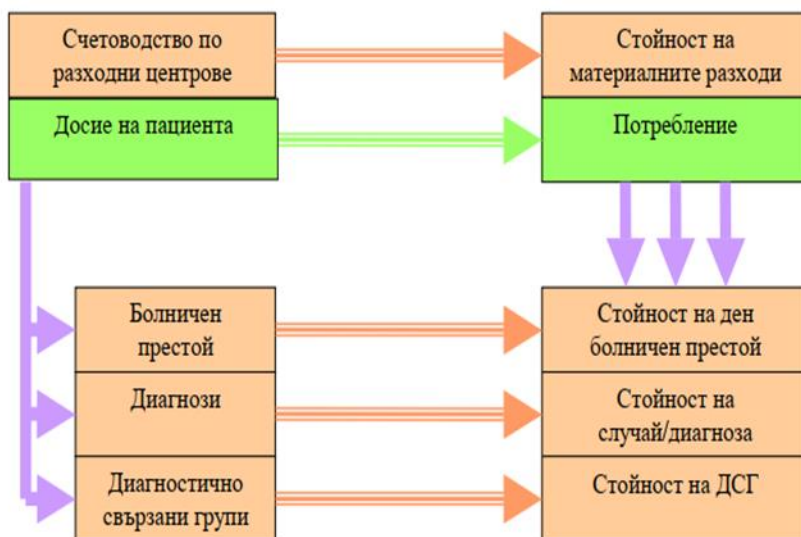 Счетоводство по
разходни центрове
Стойност на
материалните разходи
Досие на пациента
Потребление
Болничен
престой
Стойност на ден
болничен престой
Диагнози
Стойност на
случай/диагноза
Диагностично
свързани групи
Стойност на ДСГ